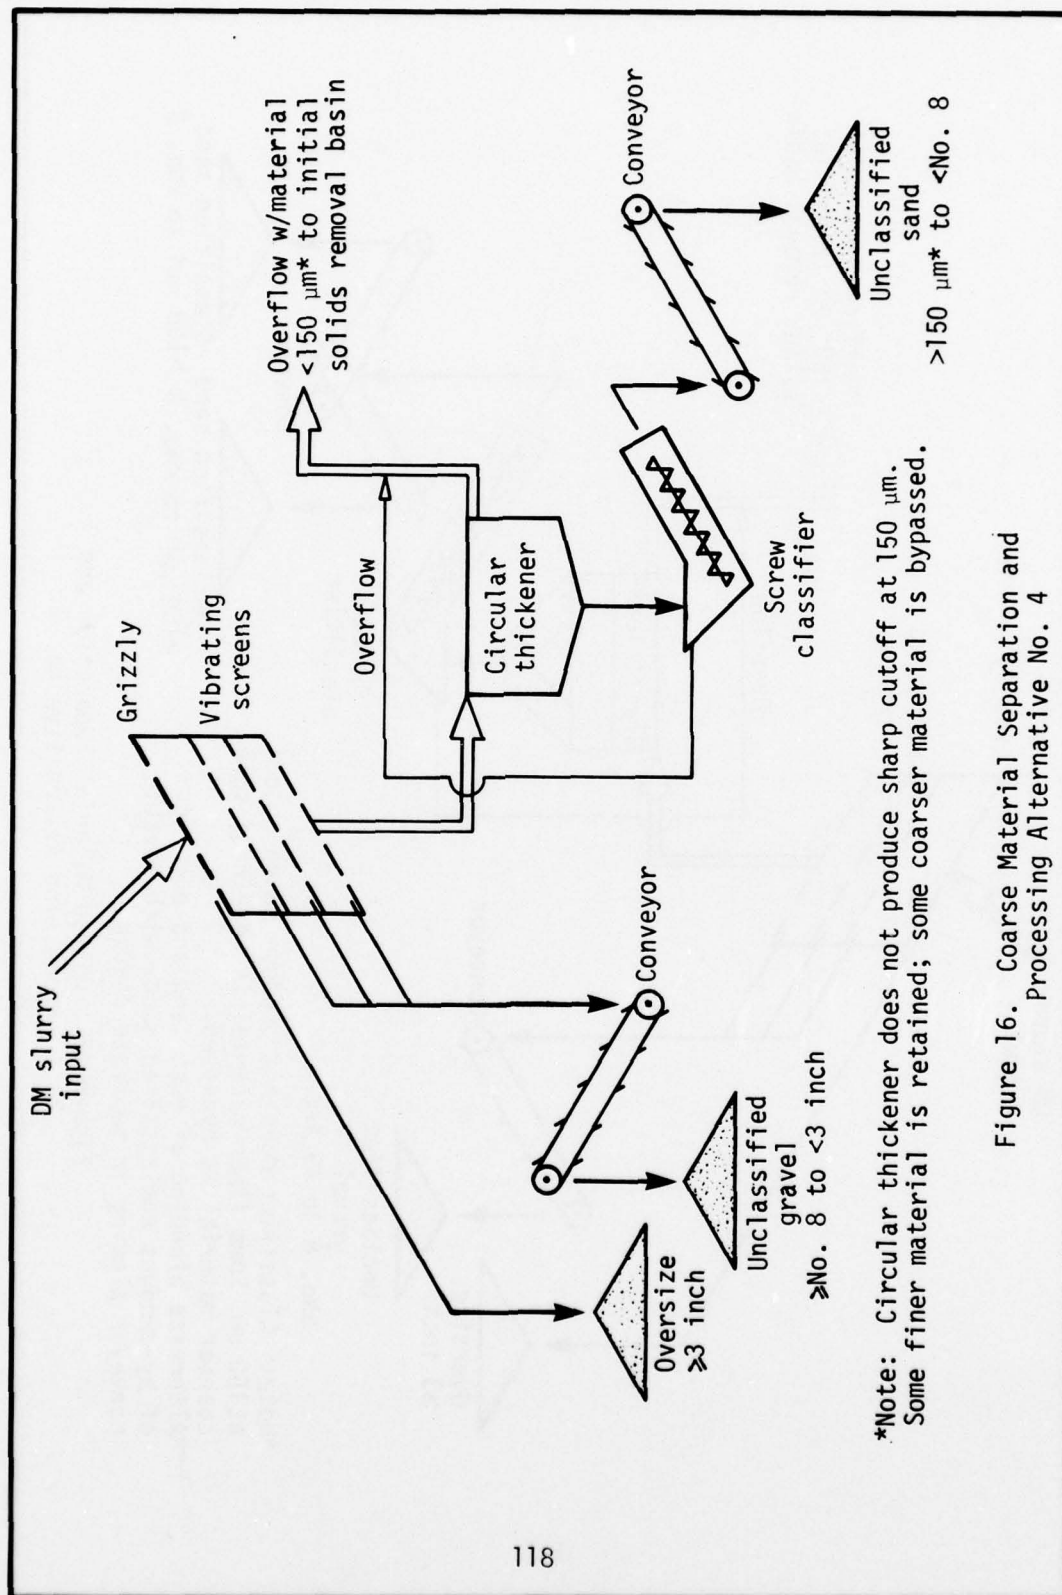 DM slurry
input
Grizzly
Vibrating
screens
Overflow
Overflow w/material
<150 µm* to initial
solids removal basin
Circular
thickener
Conveyor
Conveyor
Screw
classifier
Oversize
⩾3 inch
Unclassified
gravel
⩾No. 8 to <3 inch
Unclassified
sand
>150 µm* to <No. 8
*Note: Circular thickener does not produce sharp cutoff at 150 µm.
Some finer material is retained; some coarser material is bypassed.
Figure 16. Coarse Material Separation and
Processing Alternative No. 4
118